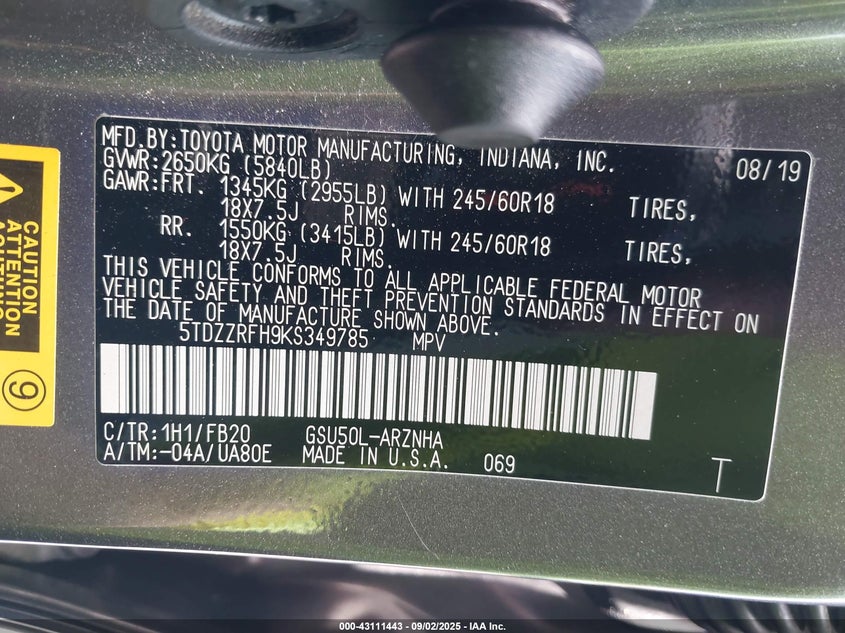 MFD.BY:TOYOTA MOTOR MANUFACTURING, INDIANA, INC. 08/19
GVWR:2650KG (5840LB)
GAWR:FRT. 1345KG (2955LB) WITH 245/60R18 TIRES,
18X7.5J RIMS.
RR. 1550KG (3415LB) WITH 245/60R18 TIRES,
18X7.5J RIMS.
THIS VEHICLE CONFORMS TO ALL APPLICABLE FEDERAL MOTOR
VEHICLE SAFETY AND THEFT PREVENTION STANDARDS IN EFFECT ON
THE DATE OF MANUFACTURE SHOWN ABOVE.
5TDZZRFH9KS349785 MPV
C/TR:1H1/FB20 GSU50L-ARZNHA
A/TM:-04A/UA80E MADE IN U.S.A. 069 T
CAUTION
ATTENTION
9
000-43111443 - 09/02/2025 - IAA Inc.